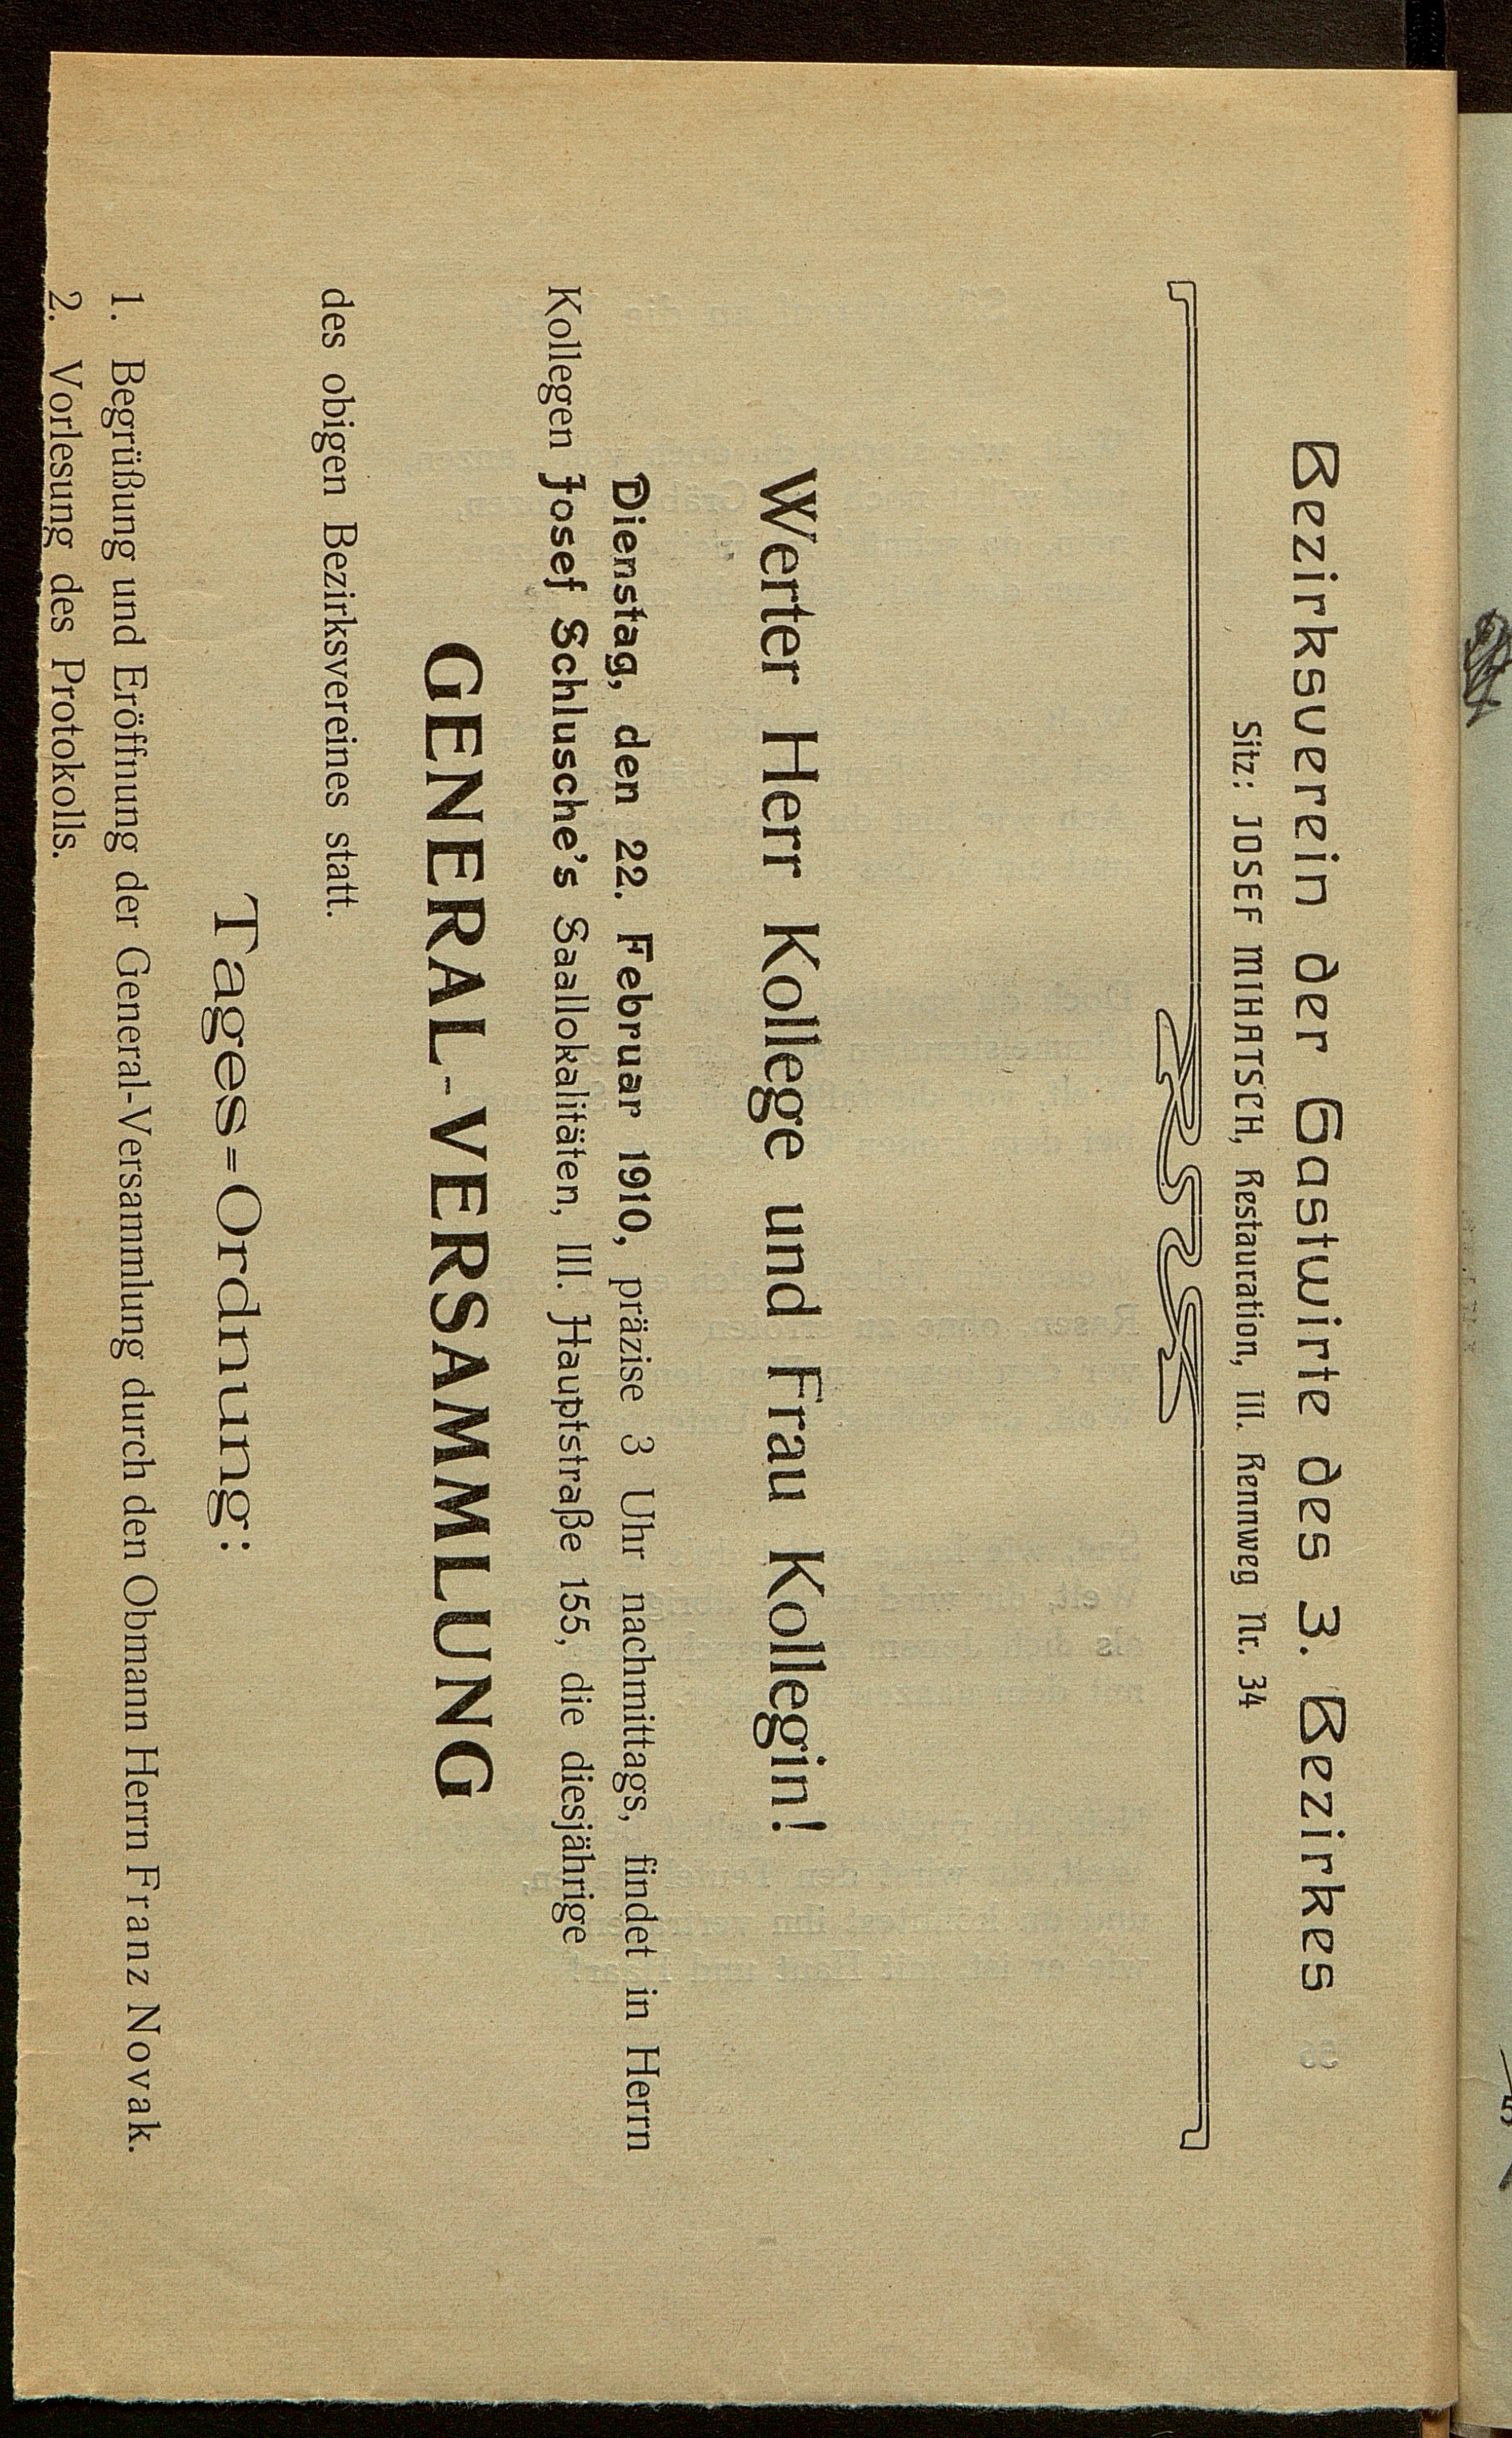 Bezirksverein der Gastwirte des 3. Bezirkes
Sitz: JOSEF MIHATSCH, Restauration, III. Rennweg Nr. 34
Werter Herr Kollege und Frau Kollegin!
Dienstag, den 22. Februar 1910, präzise 3 Uhr nachmittags, findet in Herrn
Kollegen Josef Schlusche's Saallokalitäten, III. Hauptstraße 155, die diesjährige
GENERAL-VERSAMMLUNG
des obigen Bezirksvereines statt.
Tages=Ordnung:
1. Begrüßung und Eröffnung der General-Versammlung durch den Obmann Herrn Franz Novak.
2. Vorlesung des Protokolls.